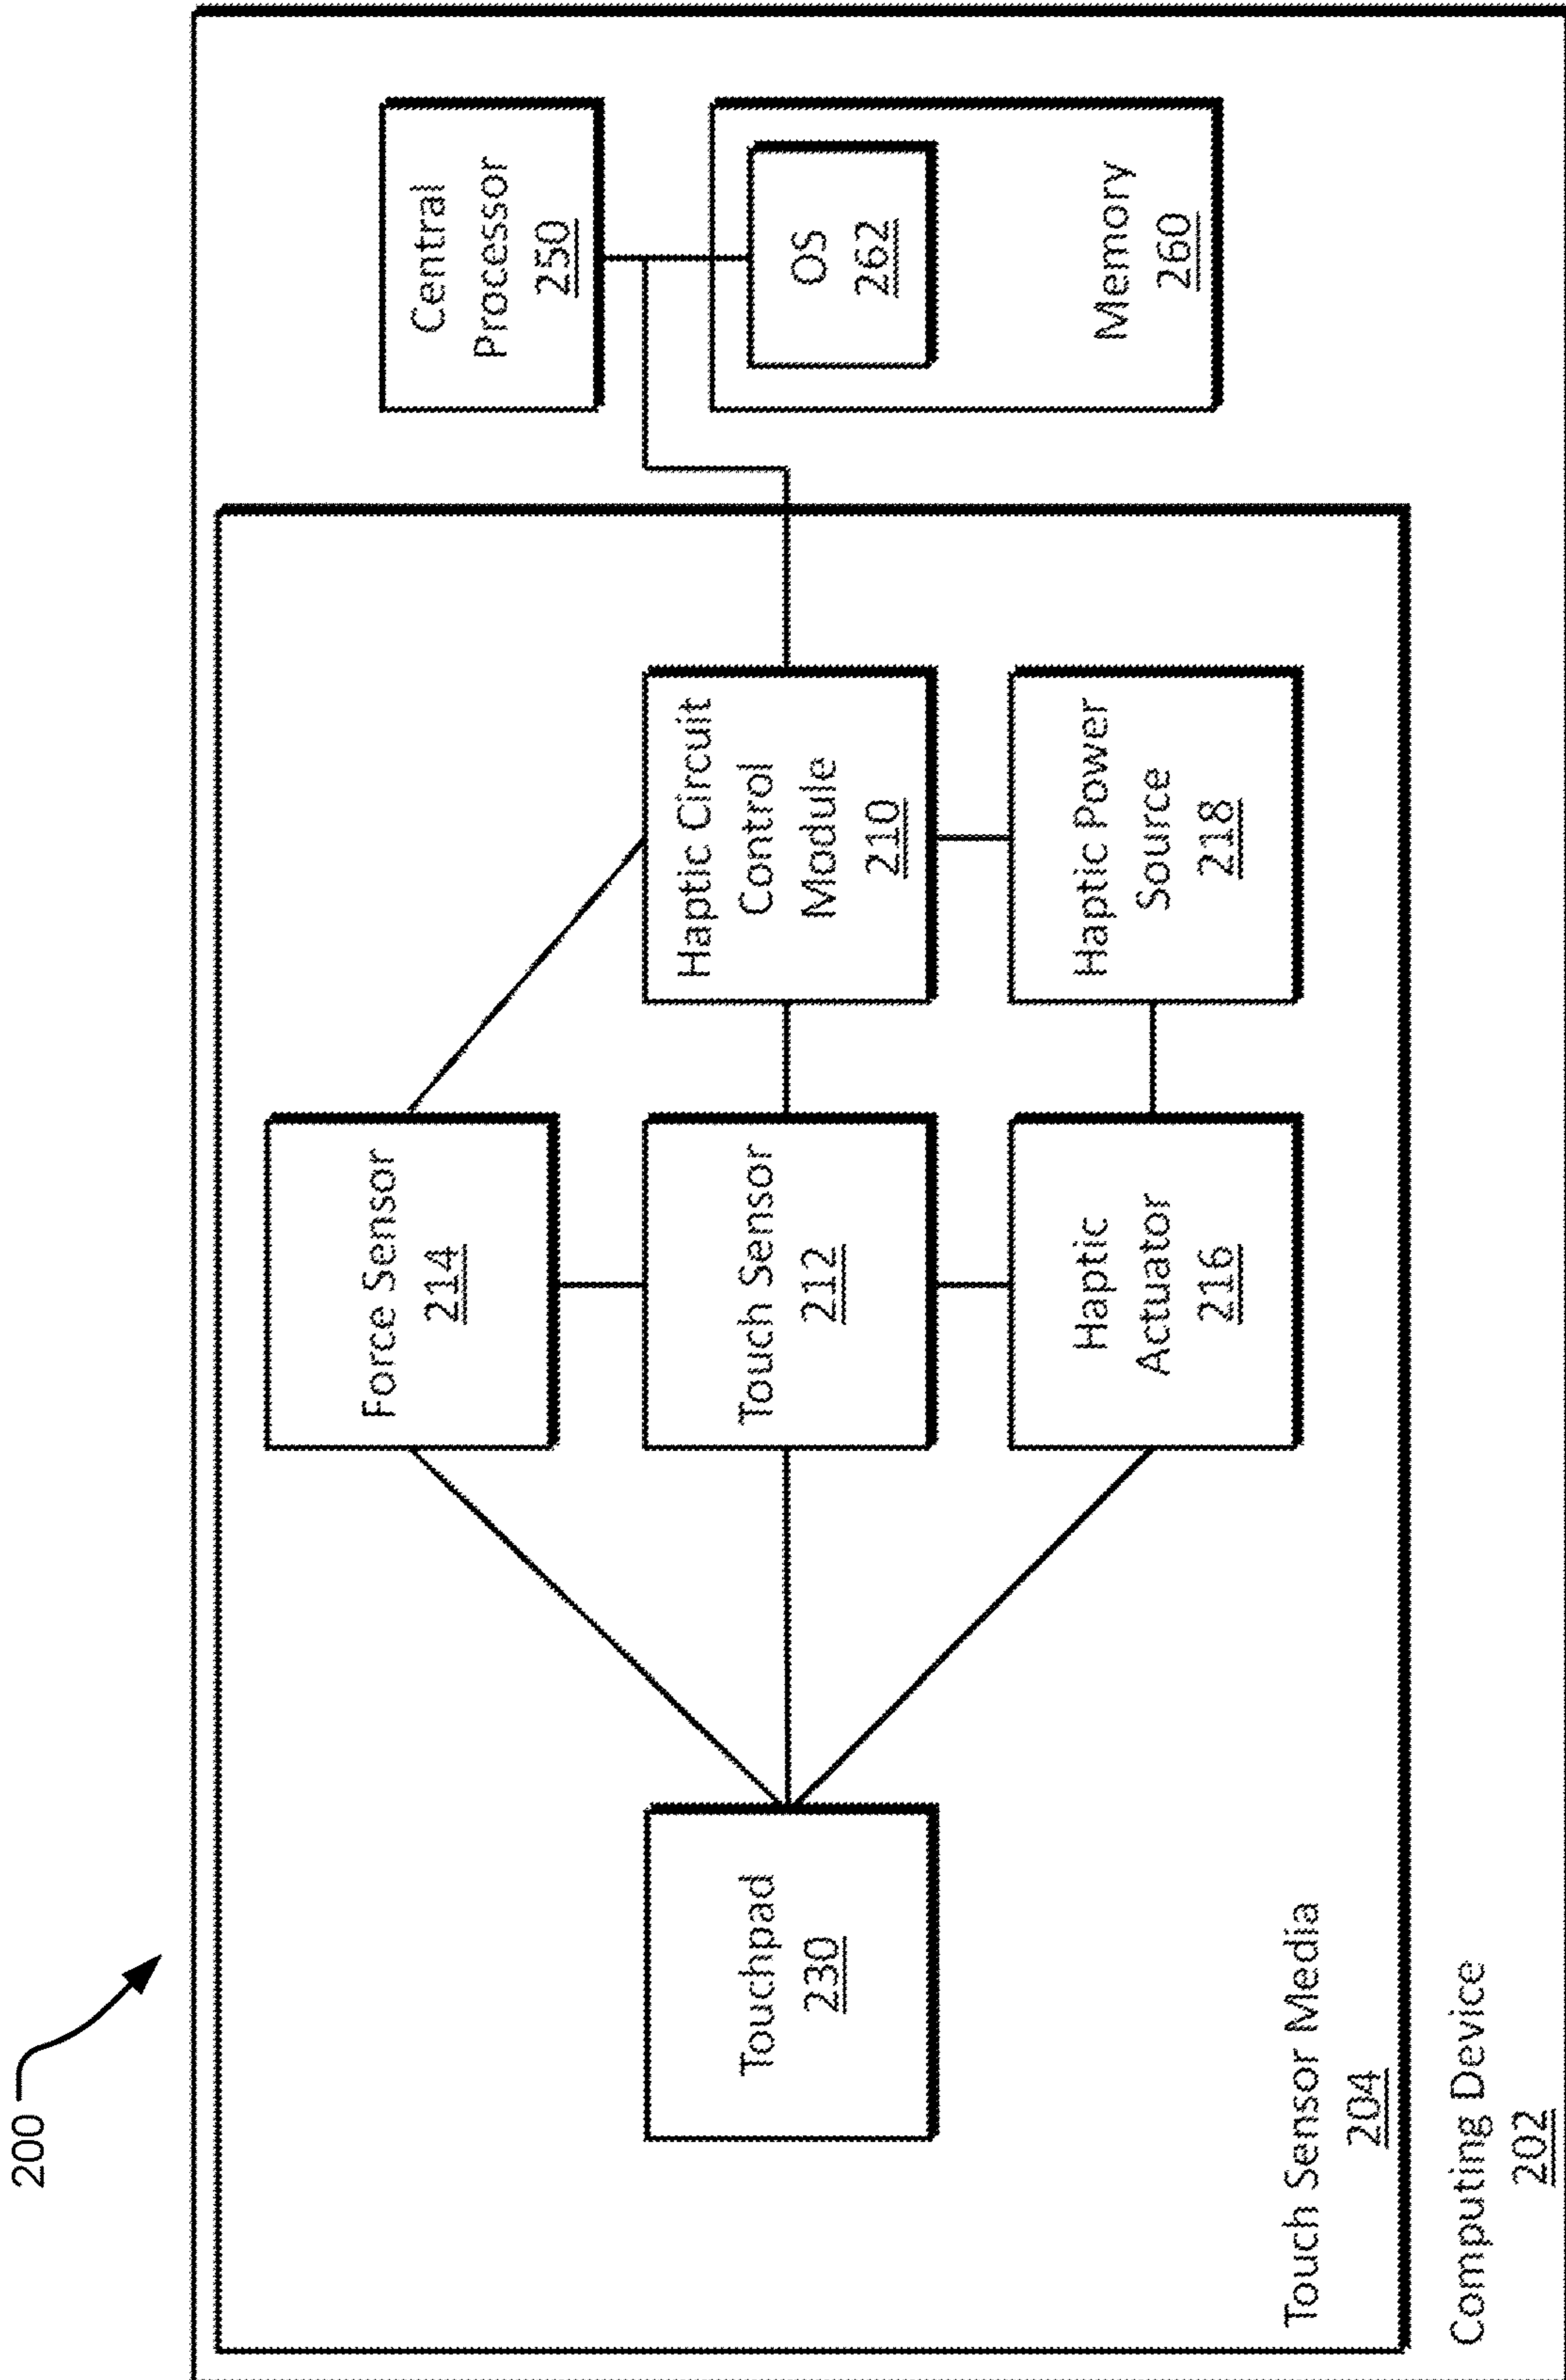 200
Force Sensor
214
Central
Processor
250
Touchpad
230
Touch Sensor
212
Haptic Circuit
Control
Module
210
OS
262
Haptic
Actuator
216
Haptic Power
Source
218
Memory
260
Touch Sensor Media
204
Computing Device
202